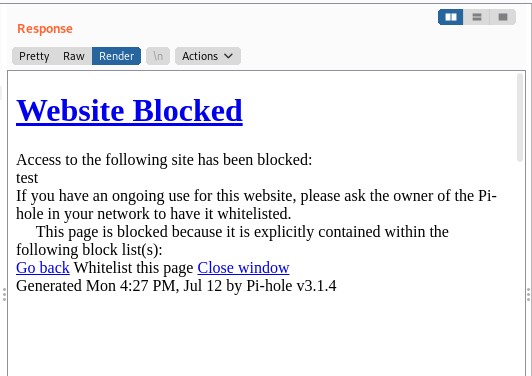 Response
Pretty Raw Render \n Actions
Website Blocked
Access to the following site has been blocked:
test
If you have an ongoing use for this website, please ask the owner of the Pi-
hole in your network to have it whitelisted.
This page is blocked because it is explicitly contained within the
following block list(s):
Go back Whitelist this page Close window
Generated Mon 4:27 PM, Jul 12 by Pi-hole v3.1.4